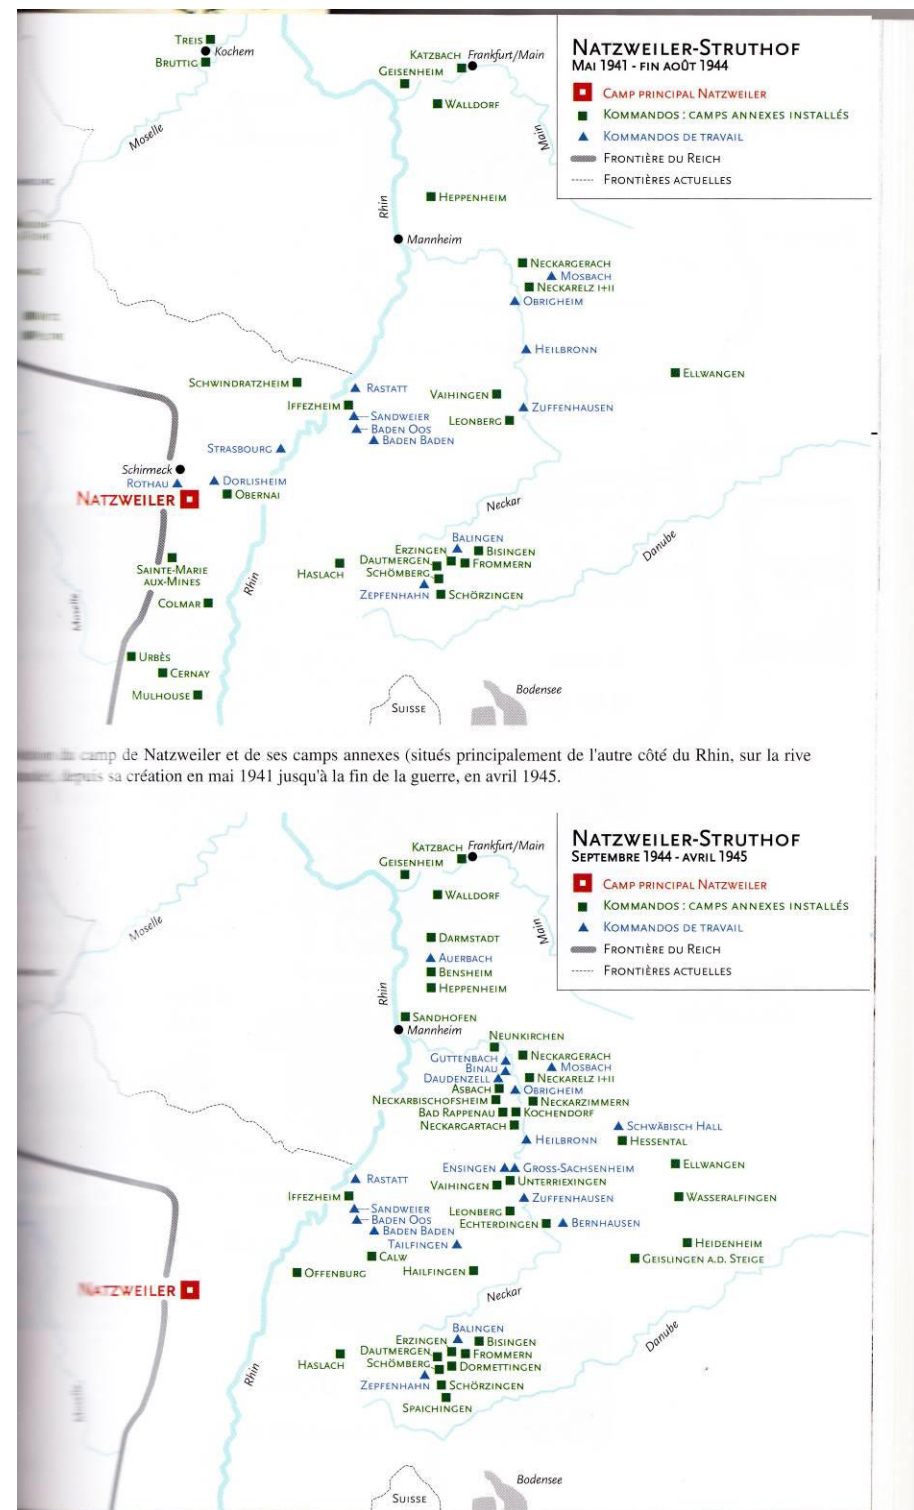 NATZWEILER-STRUTHOF
MAI 1941 - FIN AOÛT 1944
CAMP PRINCIPAL NATZWEILER
KOMMANDOS : CAMPS ANNEXES INSTALLÉS
KOMMANDOS DE TRAVAIL
FRONTIÈRE DU REICH
FRONTIÈRES ACTUELLES
TREIS
Kochem
BRUTTIG
KATZBACH
Frankfurt/Main
GEISENHEIM
WALLDORF
Moselle
Main
HEPPENHEIM
Rhin
Mannheim
NECKARGERACH
MOSBACH
NECKARELZ I+II
OBRIGHEIM
HEILBRONN
ELLWANGEN
SCHWINDRATZHEIM
RASTATT
VAIHINGEN
IFFEZHEIM
SANDWEIER
ZUFFENHAUSEN
BADEN OOS
LEONBERG
BADEN BADEN
STRASBOURG
Schirmeck
ROTHAU
DORLISHEIM
NATZWEILER
OBERNAI
Neckar
Danube
BALINGEN
ERZINGEN
BISINGEN
DAUTMERGEN
FROMMERN
SCHÖMBERG
HASLACH
ZEPFENHAHN
SCHÖRZINGEN
SAINTE-MARIE
AUX-MINES
Rhin
COLMAR
Moselle
URBÈS
CERNAY
MULHOUSE
SUISSE
Bodensee
camp de Natzweiler et de ses camps annexes (situés principalement de l'autre côté du Rhin, sur la rive
depuis sa création en mai 1941 jusqu'à la fin de la guerre, en avril 1945.
NATZWEILER-STRUTHOF
SEPTEMBRE 1944 - AVRIL 1945
CAMP PRINCIPAL NATZWEILER
KOMMANDOS : CAMPS ANNEXES INSTALLÉS
KOMMANDOS DE TRAVAIL
FRONTIÈRE DU REICH
FRONTIÈRES ACTUELLES
KATZBACH
Frankfurt/Main
GEISENHEIM
WALLDORF
Moselle
Main
DARMSTADT
AUERBACH
BENSHEIM
HEPPENHEIM
Rhin
SANDHOFEN
Mannheim
NEUNKIRCHEN
GUTTENBACH
NECKARGERACH
BINAU
MOSBACH
DAUDENZELL
NECKARELZ I+II
ASBACH
OBRIGHEIM
NECKARBISCHOFSHEIM
NECKARZIMMERN
BAD RAPPENAU
KOCHENDORF
NECKARGARTACH
SCHWÄBISCH HALL
HEILBRONN
HESSENTAL
ENSINGEN
GROSS-SACHSENHEIM
ELLWANGEN
RASTATT
UNTERRIEXINGEN
VAIHINGEN
IFFEZHEIM
ZUFFENHAUSEN
WASSERALFINGEN
SANDWEIER
LEONBERG
BADEN OOS
ECHTERDINGEN
BERNHAUSEN
BADEN BADEN
TAILFINGEN
HEIDENHEIM
CALW
GEISLINGEN A.D. STEIGE
OFFENBURG
HAILFINGEN
NATZWEILER
Neckar
Danube
BALINGEN
ERZINGEN
BISINGEN
DAUTMERGEN
FROMMERN
SCHÖMBERG
DORMETTINGEN
HASLACH
ZEPFENHAHN
SCHÖRZINGEN
SPAICHINGEN
Rhin
Moselle
SUISSE
Bodensee